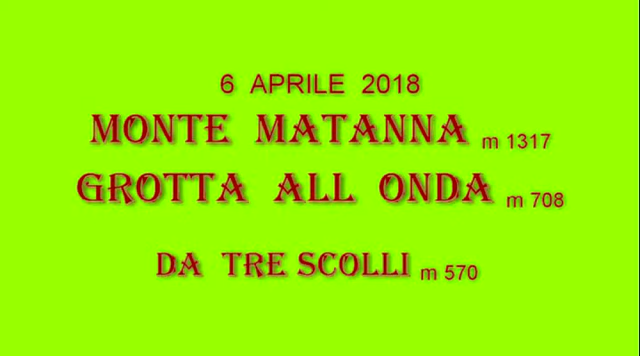 6 APRILE 2018
MONTE MATANNA m 1317
GROTTA ALL ONDA m 708
DA TRE SCOLLI m 570